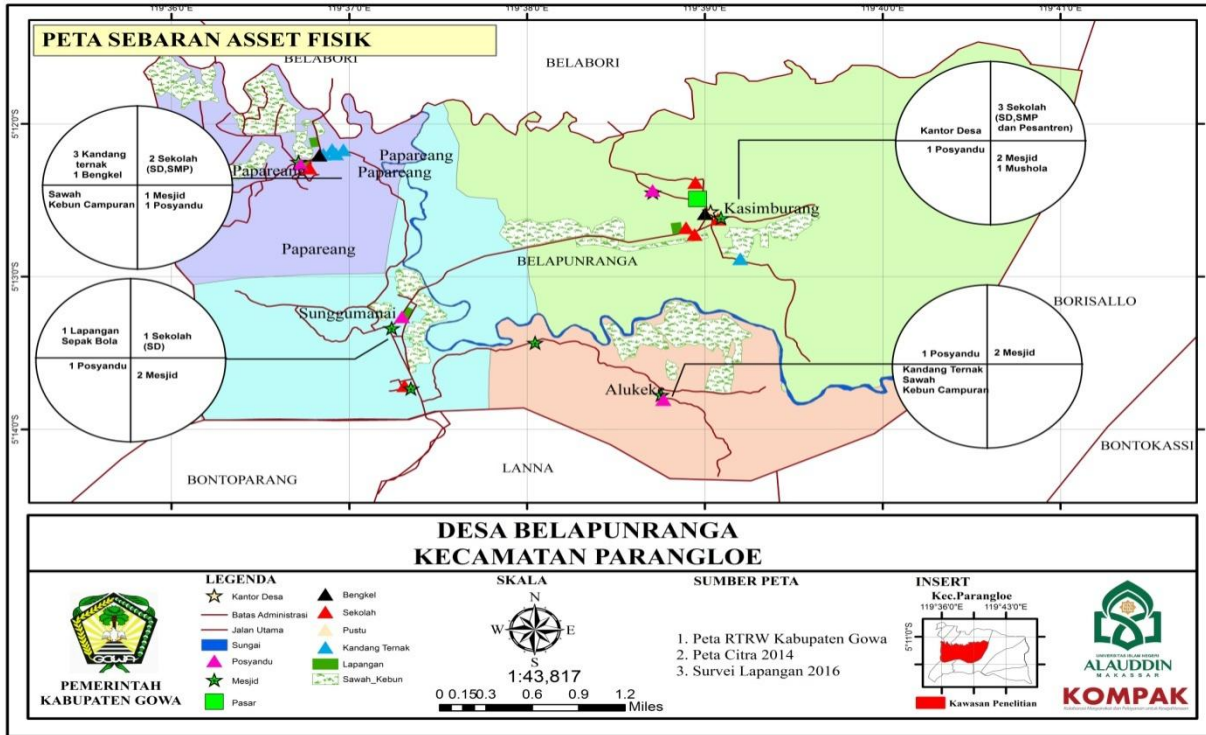 119°36'0"E
119°37'0"E
119°38'0"E
119°39'0"E
119°40'0"E
119°41'0"E
PETA SEBARAN ASSET FISIK
BELABORI
BELABORI
5°12'0"S
5°13'0"S
5°14'0"S
3 Kandang
ternak
1 Bengkel
2 Sekolah
(SD,SMP)
Sawah
Kebun Campuran
1 Mesjid
1 Posyandu
Papareang
Papareang
Papareang
Papareang
Kantor Desa
3 Sekolah
(SD,SMP
dan Pesantren)
1 Posyandu
2 Mesjid
1 Mushola
Kasimburang
BELAPUNRANGA
BORISALLO
1 Lapangan
Sepak Bola
1 Sekolah
(SD)
1 Posyandu
2 Mesjid
Sunggumanai
1 Posyandu
2 Mesjid
Kandang Ternak
Sawah
Kebun Campuran
Alukeke
BONTOPARANG
LANNA
BONTOKASSI
DESA BELAPUNRANGA
KECAMATAN PARANGLOE
GOWA
PEMERINTAH
KABUPATEN GOWA
LEGENDA
Kantor Desa
Batas Administrasi
Jalan Utama
Sungai
Posyandu
Mesjid
Pasar
Bengkel
Sekolah
Pustu
Kandang Ternak
Lapangan
Sawah_Kebun
SKALA
N
W E
S
1:43,817
0 0.150.3 0.6 0.9 1.2
Miles
SUMBER PETA
1. Peta RTRW Kabupaten Gowa
2. Peta Citra 2014
3. Survei Lapangan 2016
INSERT
Kec.Parangloe
119°36'0"E 119°43'0"E
5°11'0"S
Kawasan Penelitian
UNIVERSITAS ISLAM NEGERI
ALAUDDIN
MAKASSAR
KOMPAK